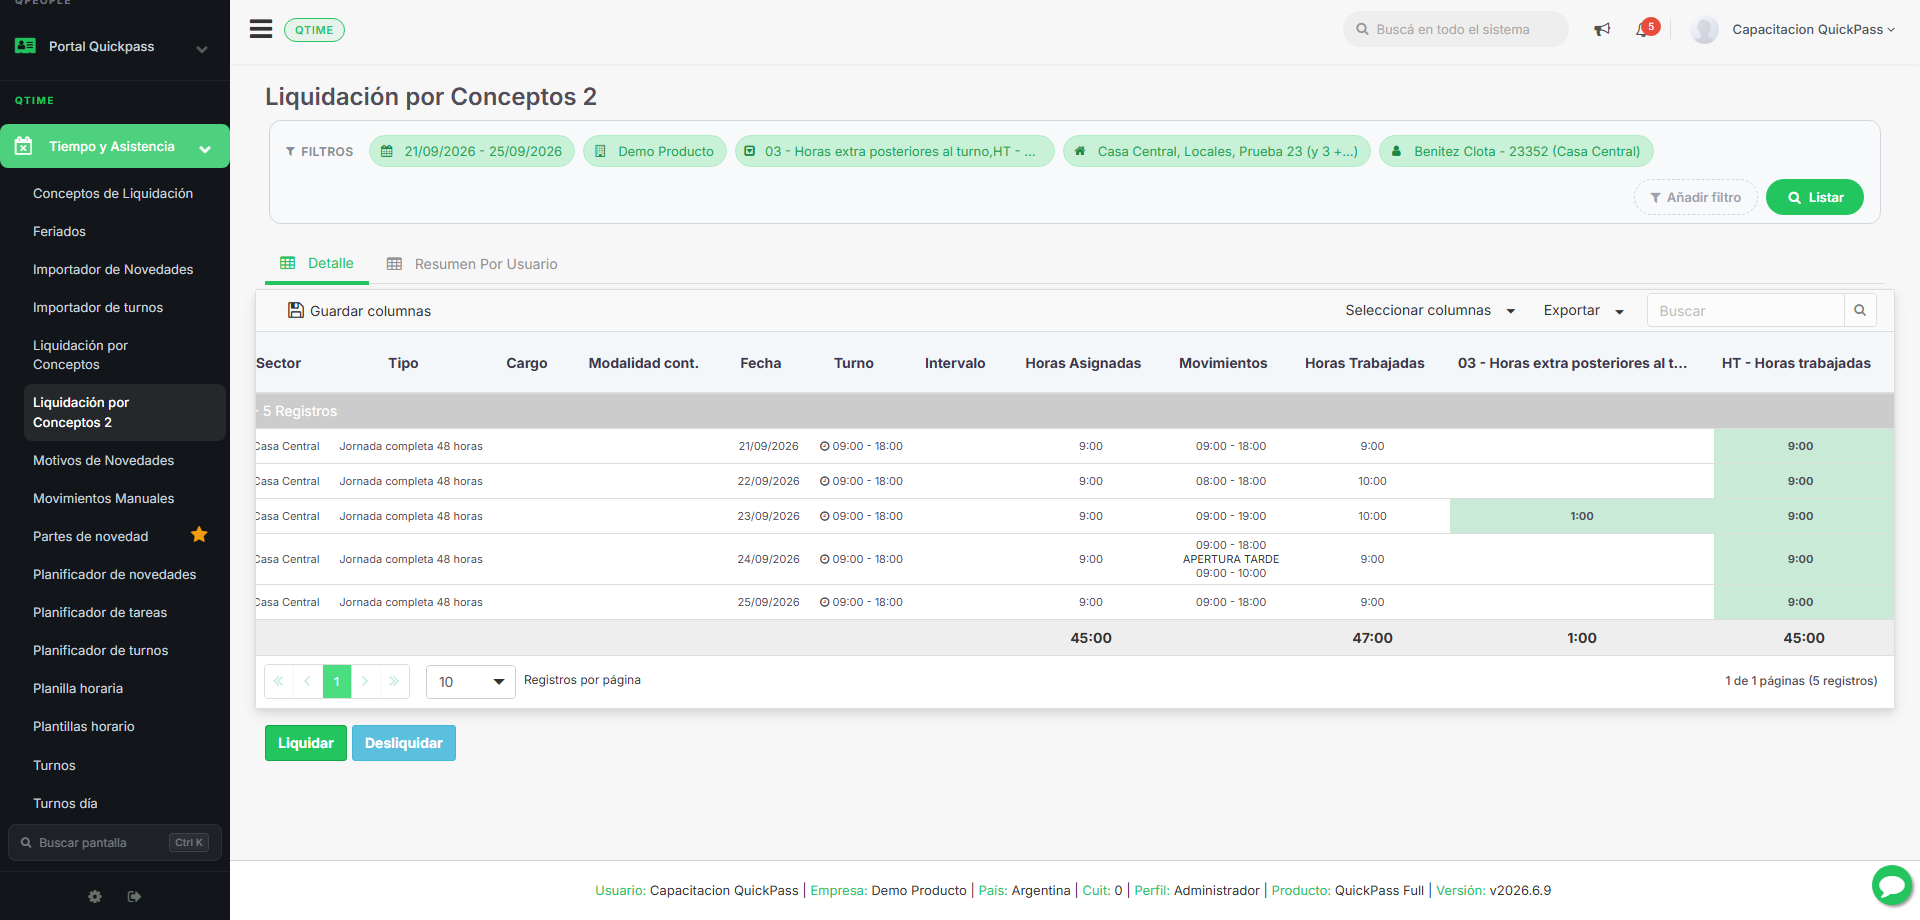 QPEOPLE
Portal Quickpass
QTIME
Tiempo y Asistencia
Conceptos de Liquidación
Feriados
Importador de Novedades
Importador de turnos
Liquidación por
Conceptos
Liquidación por
Conceptos 2
Motivos de Novedades
Movimientos Manuales
Partes de novedad
Planificador de novedades
Planificador de tareas
Planificador de turnos
Planilla horaria
Plantillas horario
Turnos
Turnos día
Buscar pantalla Ctrl K
QTIME
Buscá en todo el sistema
5
Capacitacion QuickPass
Liquidación por Conceptos 2
FILTROS 21/09/2026 - 25/09/2026 Demo Producto 03 - Horas extra posteriores al turno,HT - ... Casa Central, Locales, Prueba 23 (y 3 +...) Benitez Clota - 23352 (Casa Central)
Añadir filtro Listar
Detalle Resumen Por Usuario
Guardar columnas Seleccionar columnas Exportar Buscar
Sector Tipo Cargo Modalidad cont. Fecha Turno Intervalo Horas Asignadas Movimientos Horas Trabajadas 03 - Horas extra posteriores al t... HT - Horas trabajadas
- 5 Registros
Casa Central Jornada completa 48 horas 21/09/2026 09:00 - 18:00 9:00 09:00 - 18:00 9:00 9:00
Casa Central Jornada completa 48 horas 22/09/2026 09:00 - 18:00 9:00 08:00 - 18:00 10:00 9:00
Casa Central Jornada completa 48 horas 23/09/2026 09:00 - 18:00 9:00 09:00 - 19:00 10:00 1:00 9:00
Casa Central Jornada completa 48 horas 24/09/2026 09:00 - 18:00 9:00 09:00 - 18:00 APERTURA TARDE 09:00 - 10:00 9:00 9:00
Casa Central Jornada completa 48 horas 25/09/2026 09:00 - 18:00 9:00 09:00 - 18:00 9:00 9:00
45:00 47:00 1:00 45:00
« ‹ 1 › » 10 Registros por página 1 de 1 páginas (5 registros)
Liquidar Desliquidar
Usuario: Capacitacion QuickPass | Empresa: Demo Producto | País: Argentina | Cuit: 0 | Perfil: Administrador | Producto: QuickPass Full | Versión: v2026.6.9